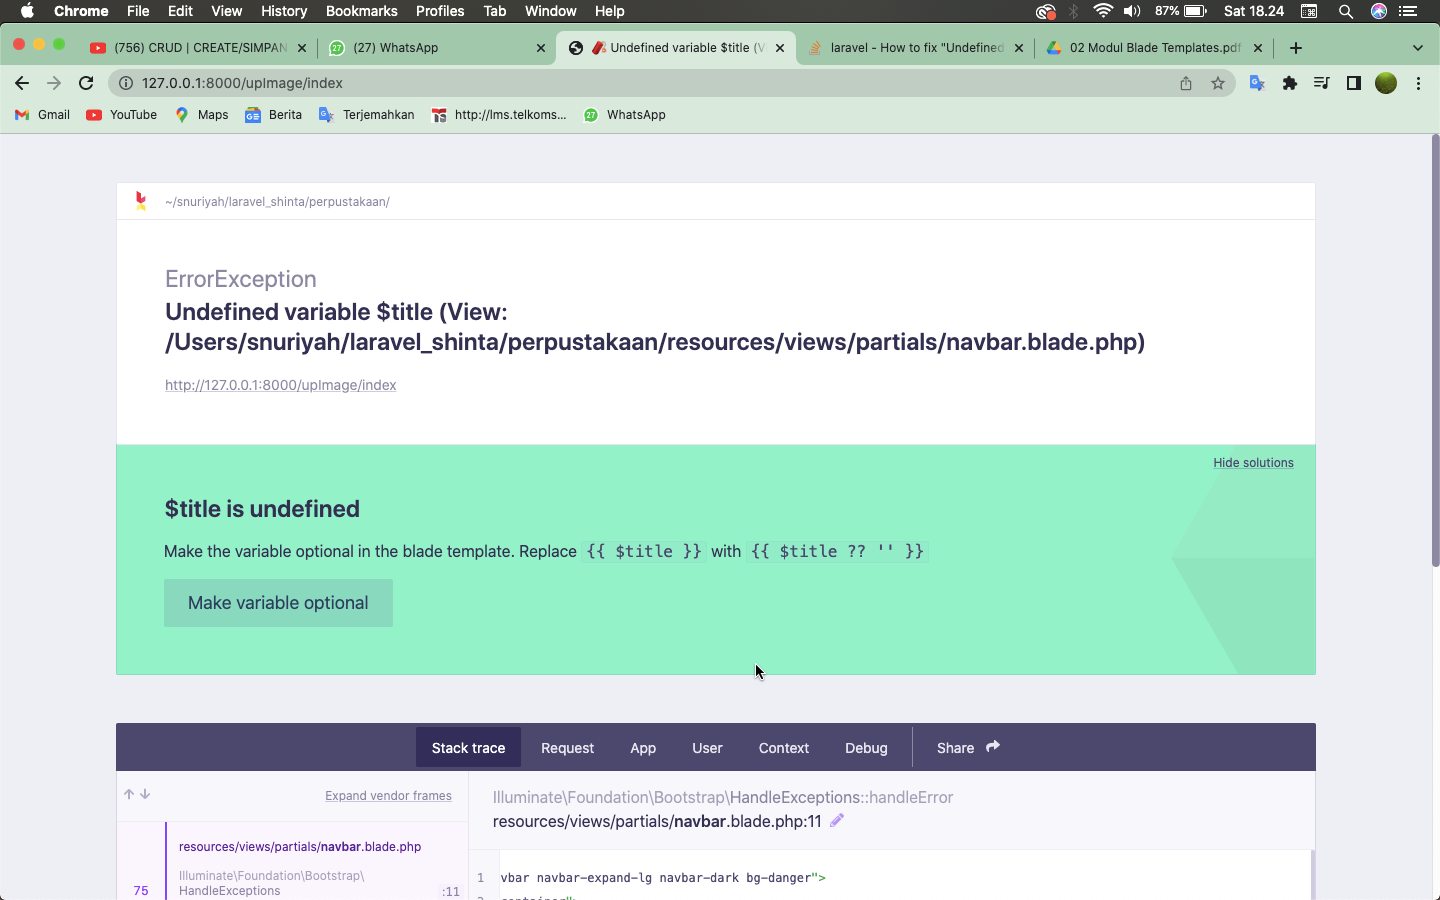 Chrome File Edit View History Bookmarks Profiles Tab Window Help 87% Sat 18.24
(756) CRUD | CREATE/SIMPAN
(27) WhatsApp
Undefined variable $title (V
laravel - How to fix "Undefined
02 Modul Blade Templates.pdf
127.0.0.1:8000/upImage/index
Gmail YouTube Maps Berita Terjemahkan http://lms.telkoms... WhatsApp
~/snuriyah/laravel_shinta/perpustakaan/
ErrorException
Undefined variable $title (View:
/Users/snuriyah/laravel_shinta/perpustakaan/resources/views/partials/navbar.blade.php)
http://127.0.0.1:8000/upImage/index
Hide solutions
$title is undefined
Make the variable optional in the blade template. Replace {{ $title }} with {{ $title ?? '' }}
Make variable optional
Stack trace Request App User Context Debug Share
Expand vendor frames
Illuminate\Foundation\Bootstrap\HandleExceptions::handleError
resources/views/partials/navbar.blade.php:11
resources/views/partials/navbar.blade.php
Illuminate\Foundation\Bootstrap\
75 HandleExceptions :11
1 vbar navbar-expand-lg navbar-dark bg-danger">